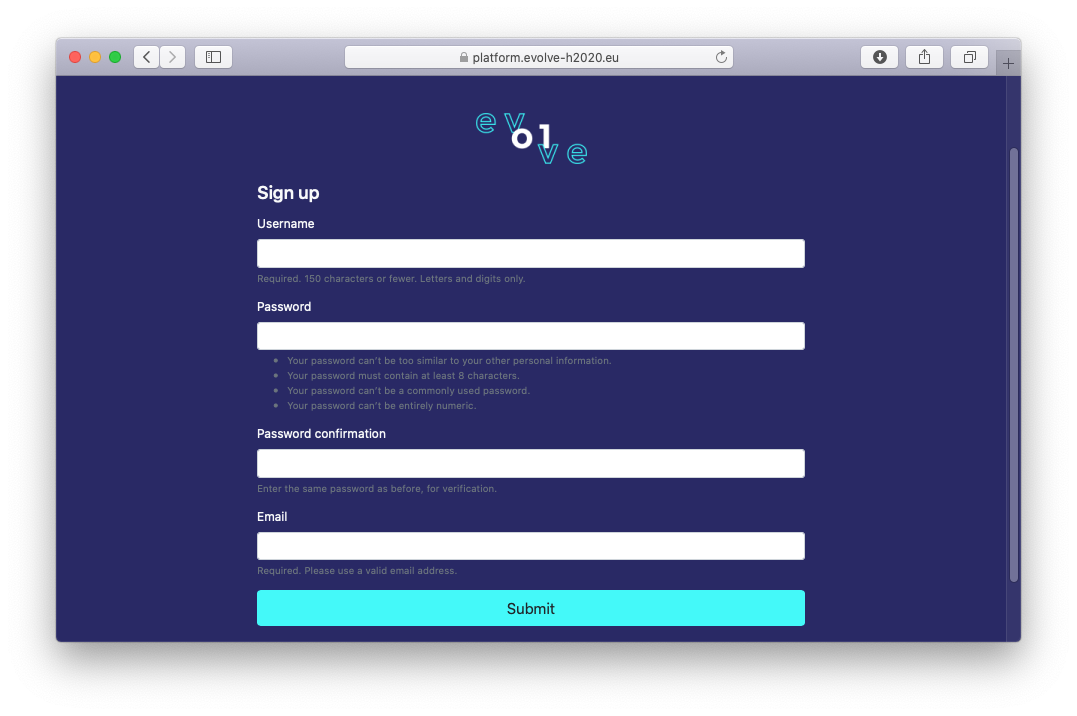 platform.evolve-h2020.eu
ev
ol
ve
Sign up
Username
Required. 150 characters or fewer. Letters and digits only.
Password
• Your password can't be too similar to your other personal information.
• Your password must contain at least 8 characters.
• Your password can't be a commonly used password.
• Your password can't be entirely numeric.
Password confirmation
Enter the same password as before, for verification.
Email
Required. Please use a valid email address.
Submit